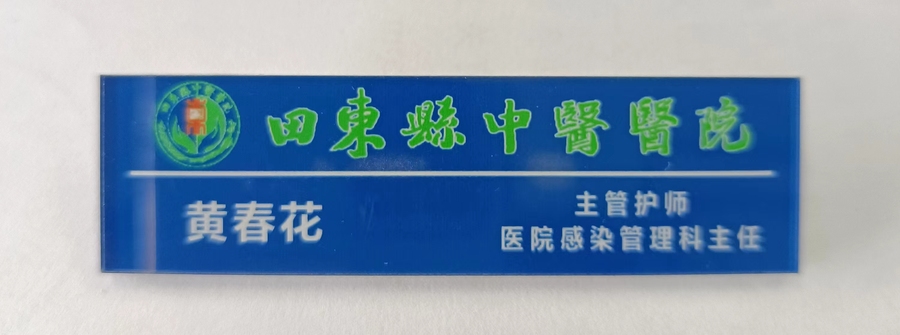 田東縣中醫醫院
黄春花
主管护师
医院感染管理科主任